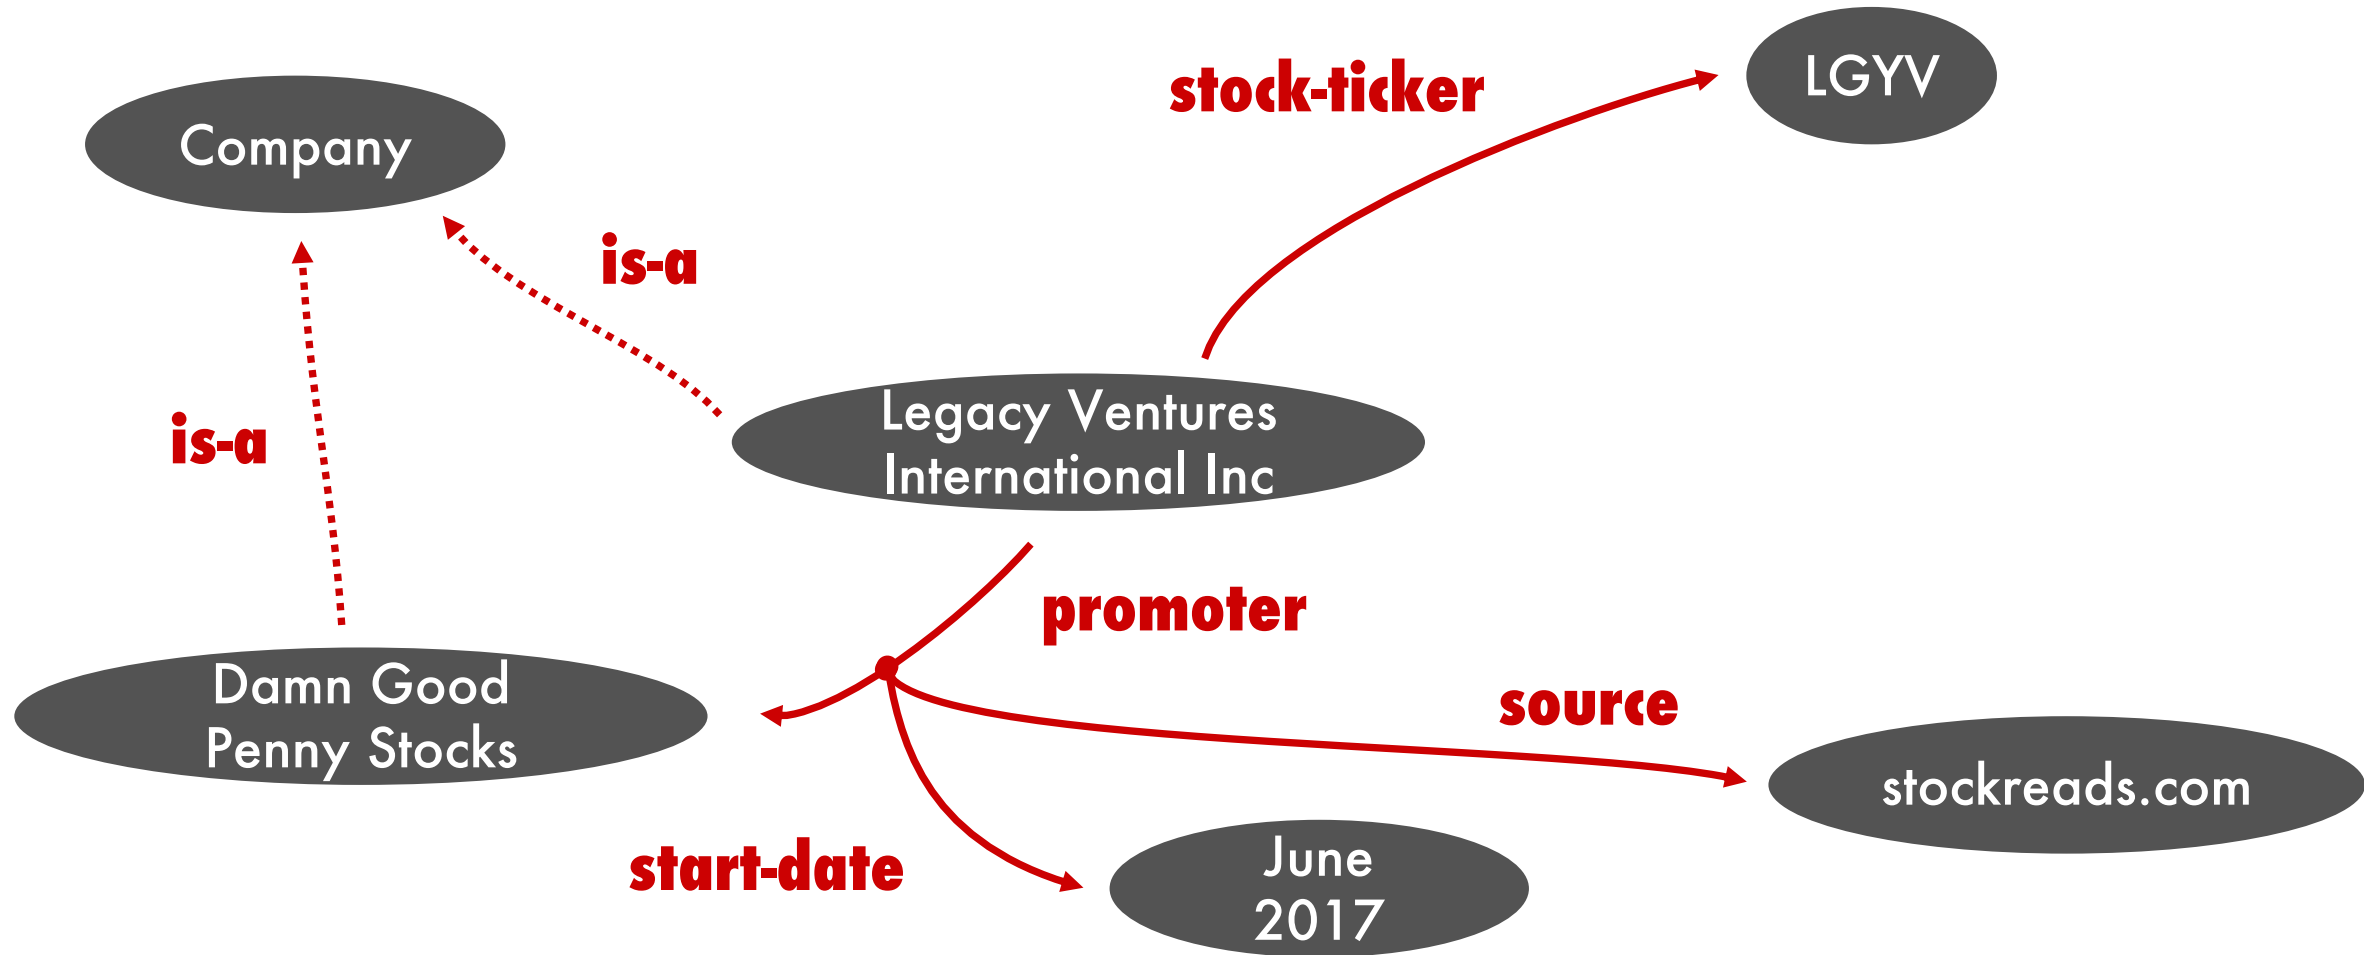 LGYV
stock-ticker
Company
is-a
Legacy Ventures
International Inc
is-a
promoter
Damn Good
Penny Stocks
source
stockreads.com
start-date
June
2017